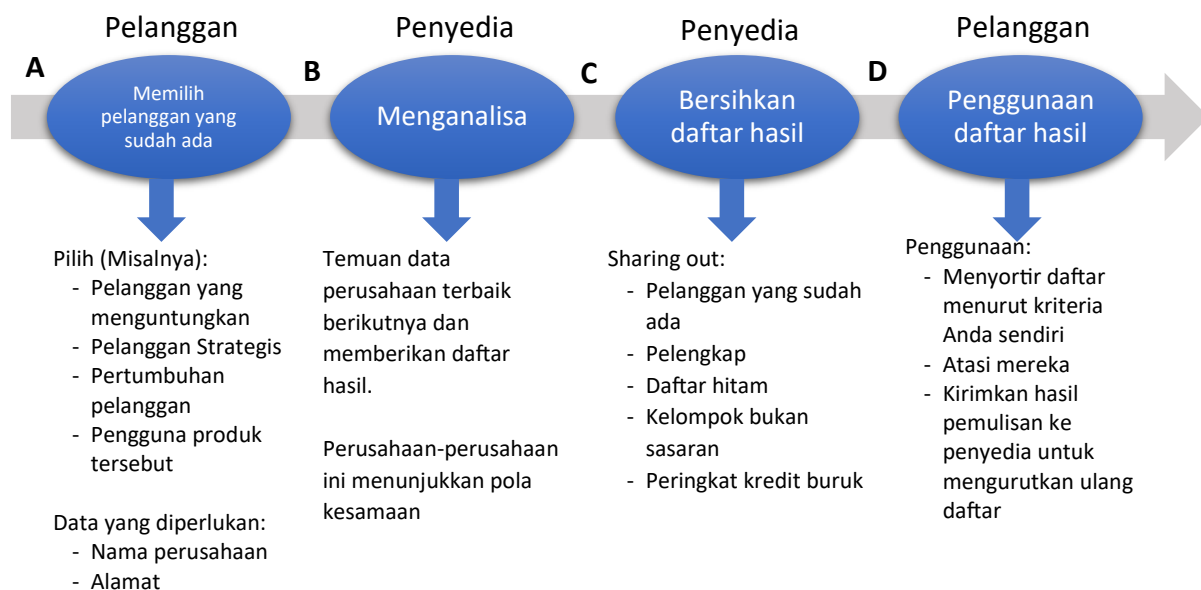 Pelanggan
A
Memilih
pelanggan yang
sudah ada
Pilih (Misalnya):
- Pelanggan yang
menguntungkan
- Pelanggan Strategis
- Pertumbuhan
pelanggan
- Pengguna produk
tersebut
Data yang diperlukan:
- Nama perusahaan
- Alamat
Penyedia
B
Menganalisa
Temuan data
perusahaan terbaik
berikutnya dan
memberikan daftar
hasil.
Perusahaan-perusahaan
ini menunjukkan pola
kesamaan
Penyedia
C
Bersihkan
daftar hasil
Sharing out:
- Pelanggan yang sudah
ada
- Pelengkap
- Daftar hitam
- Kelompok bukan
sasaran
- Peringkat kredit buruk
Pelanggan
D
Penggunaan
daftar hasil
Penggunaan:
- Menyortir daftar
menurut kriteria
Anda sendiri
- Atasi mereka
- Kirimkan hasil
pemulisan ke
penyedia untuk
mengurutkan ulang
daftar